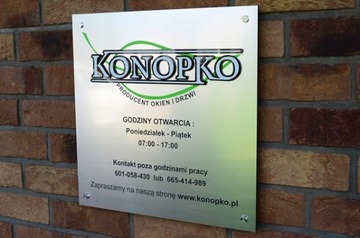 KONOPKO
PRODUCENT OKIEN I DRZWI
GODZINY OTWARCIA :
Poniedziałek - Piątek
07:00 - 17:00
Kontakt poza godzinami pracy
601-058-430 lub 665-414-989
Zapraszamy na naszą stronę www.konopko.pl